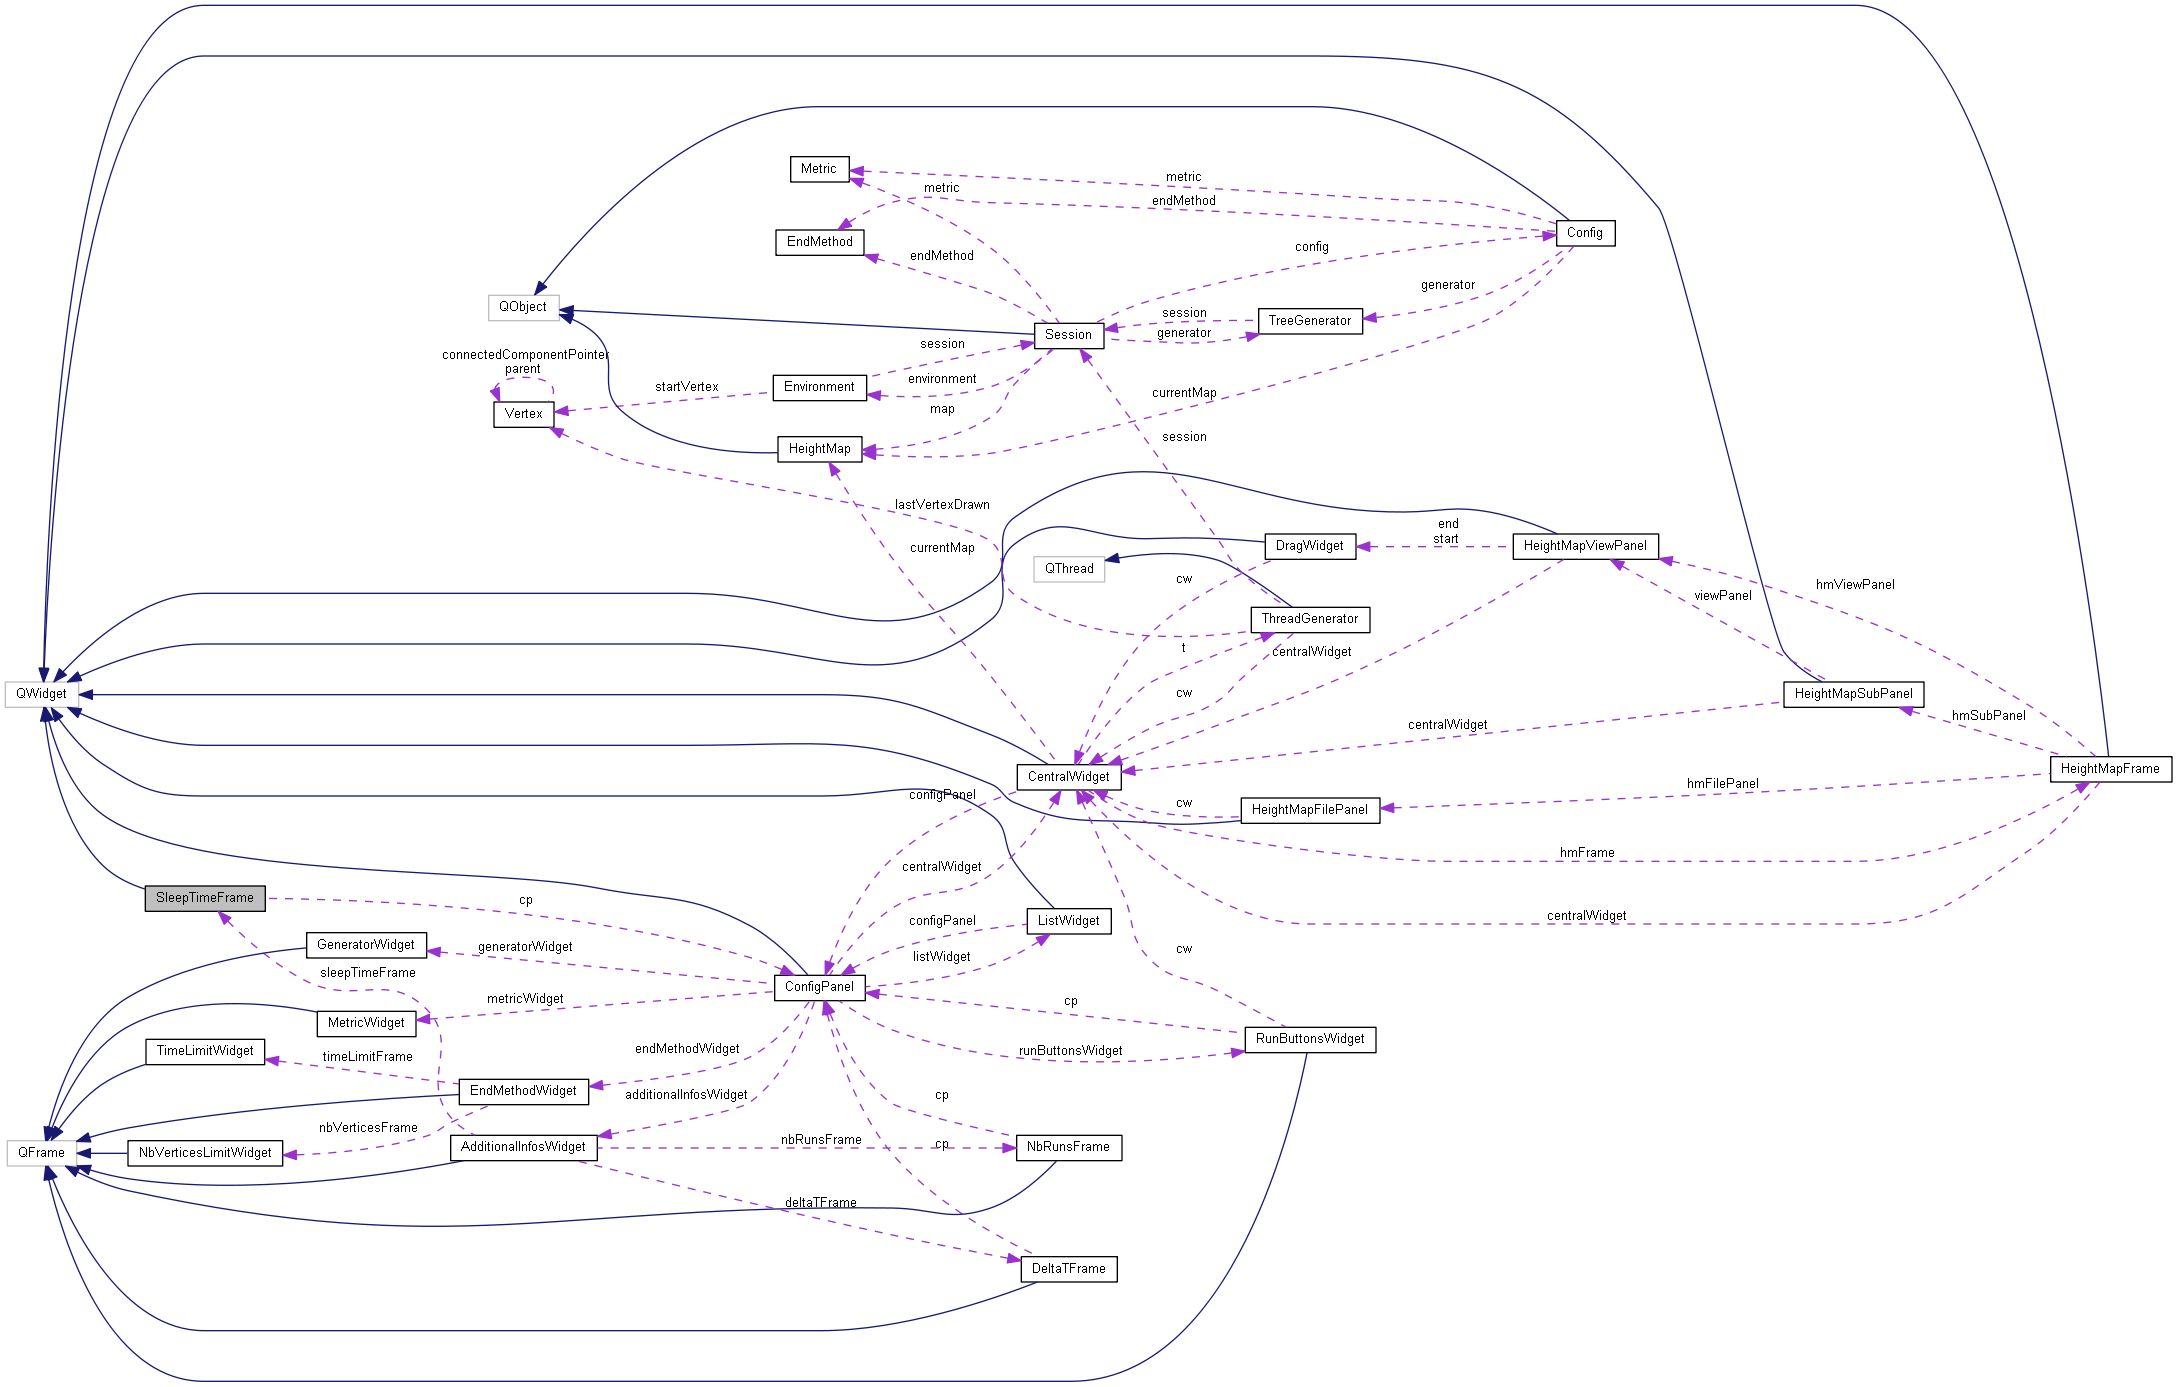 Metric
metric
metric
endMethod
EndMethod
Config
config
endMethod
generator
QObject
session
TreeGenerator
Session
generator
session
connectedComponentPointer
parent
environment
Environment
startVertex
currentMap
map
Vertex
session
HeightMap
lastVertexDrawn
end
start
currentMap
DragWidget
HeightMapViewPanel
QThread
cw
hmViewPanel
viewPanel
ThreadGenerator
t
centralWidget
QWidget
cw
HeightMapSubPanel
hmSubPanel
centralWidget
CentralWidget
HeightMapFrame
hmFilePanel
configPanel
cw
HeightMapFilePanel
hmFrame
centralWidget
SleepTimeFrame
cp
configPanel
ListWidget
centralWidget
GeneratorWidget
generatorWidget
cw
listWidget
sleepTimeFrame
ConfigPanel
metricWidget
cp
MetricWidget
RunButtonsWidget
TimeLimitWidget
timeLimitFrame
endMethodWidget
runButtonsWidget
EndMethodWidget
additionalInfosWidget
cp
nbVerticesFrame
QFrame
NbVerticesLimitWidget
AdditionalInfosWidget
nbRunsFrame
cp
NbRunsFrame
deltaTFrame
DeltaTFrame